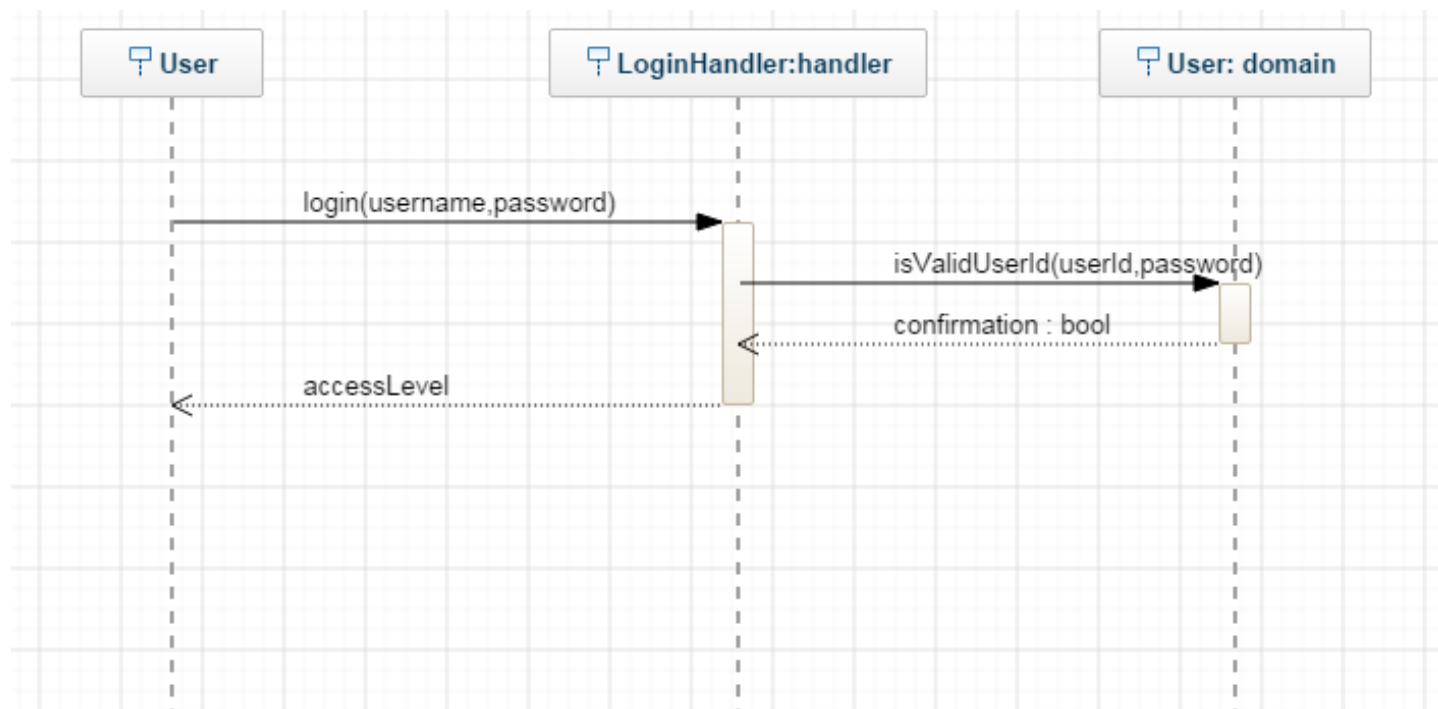 User
LoginHandler:handler
User: domain
login(username,password)
isValidUserId(userId,password)
confirmation : bool
accessLevel